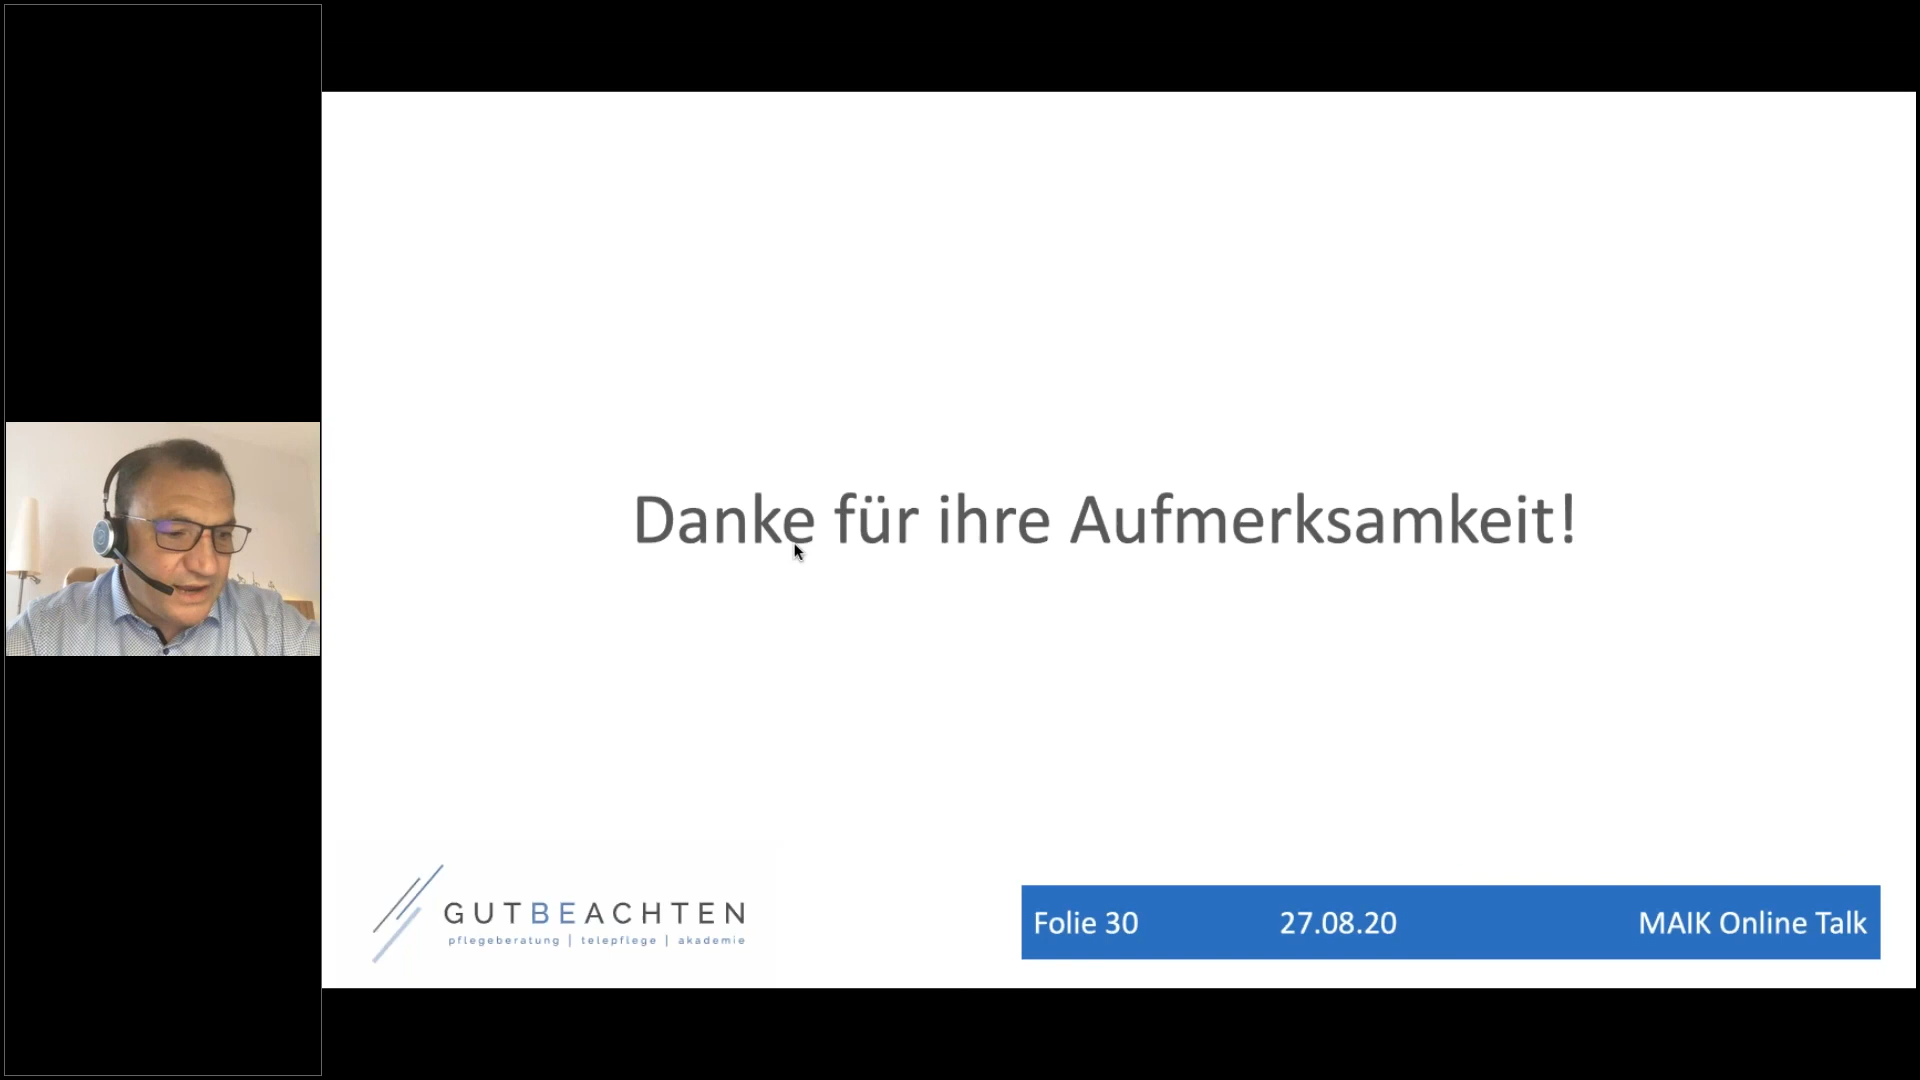 Danke für ihre Aufmerksamkeit!
GUTBEACHTEN
pflegeberatung | telepflege | akademie
Folie 30 27.08.20 MAIK Online Talk